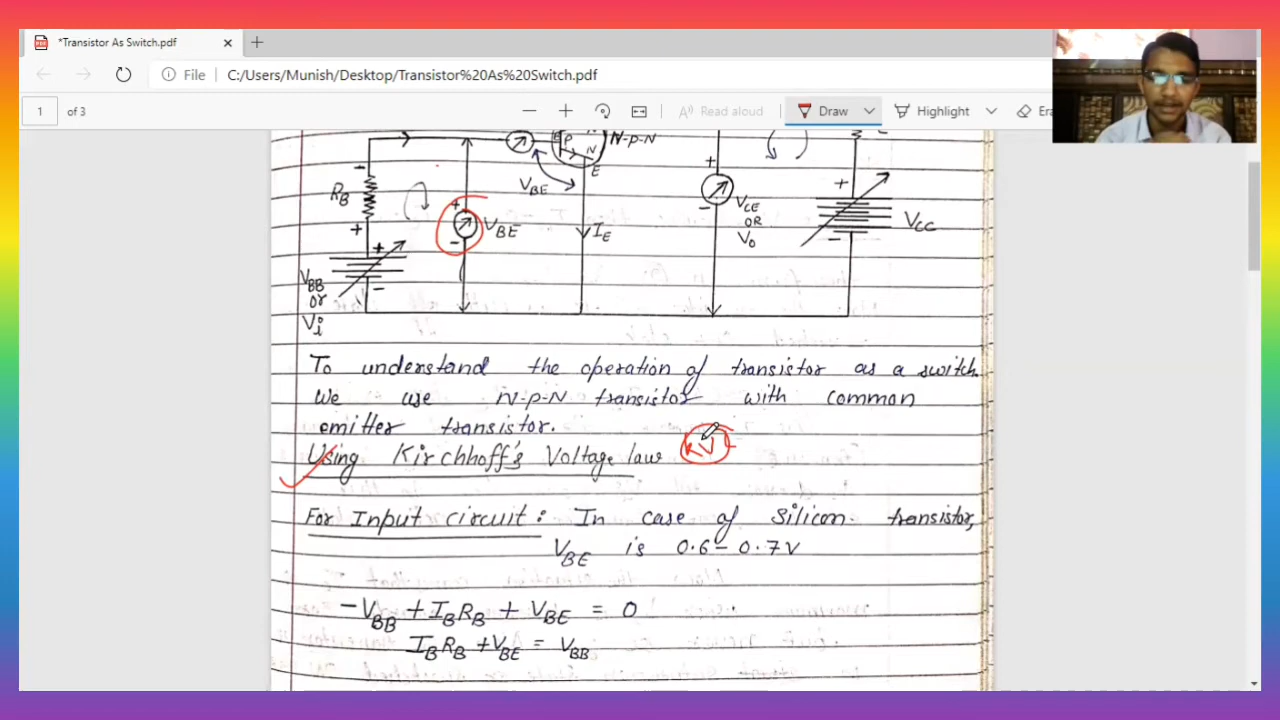 *Transistor As Switch.pdf
File C:/Users/Munish/Desktop/Transistor%20As%20Switch.pdf
1 of 3 Read aloud Draw Highlight Era
P N N-P-N
E
RB VBE
VBE IE
VCE
OR
Vo
VCC
VBB
or
Vi
To understand the operation of transistor as a switch.
We use N-P-N transistor with common
emitter transistor.
Using Kirchhoff's Voltage law KVL
For Input circuit: In case of Silicon transistor,
VBE is 0.6 - 0.7V
-VBB + IBRB + VBE = 0
IBRB + VBE = VBB